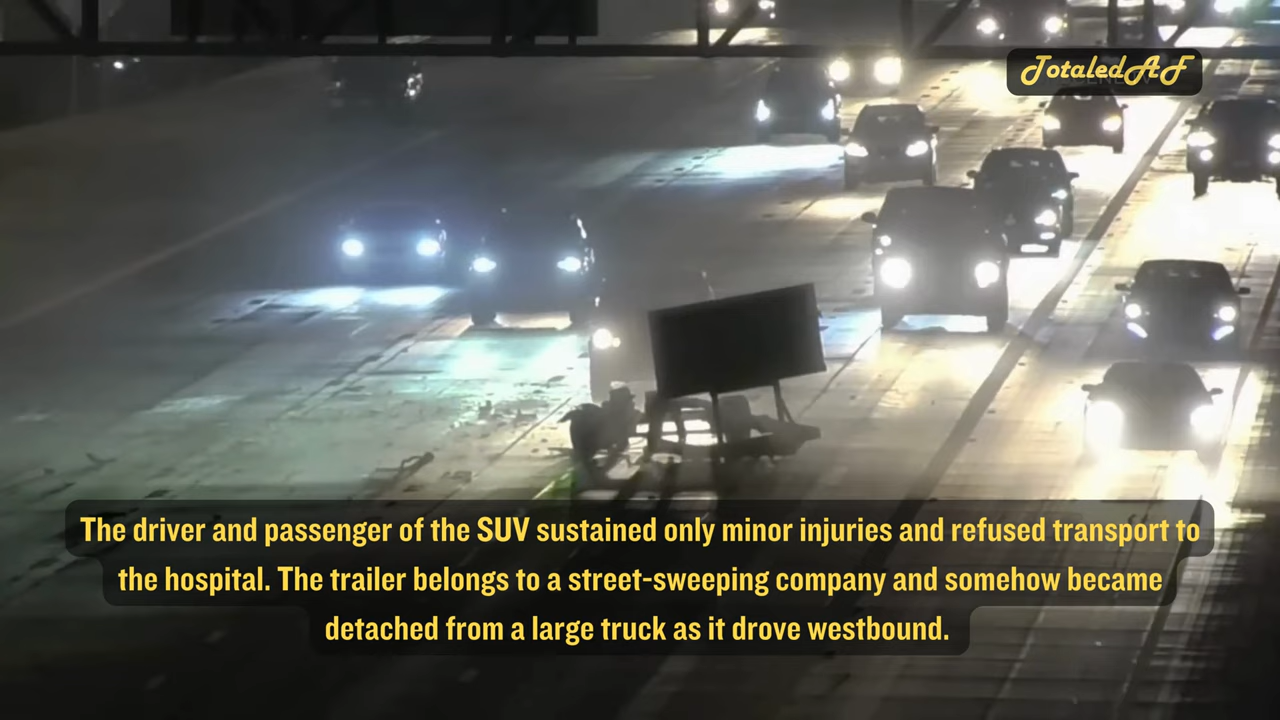 TotaledAF
The driver and passenger of the SUV sustained only minor injuries and refused transport to
the hospital. The trailer belongs to a street-sweeping company and somehow became
detached from a large truck as it drove westbound.